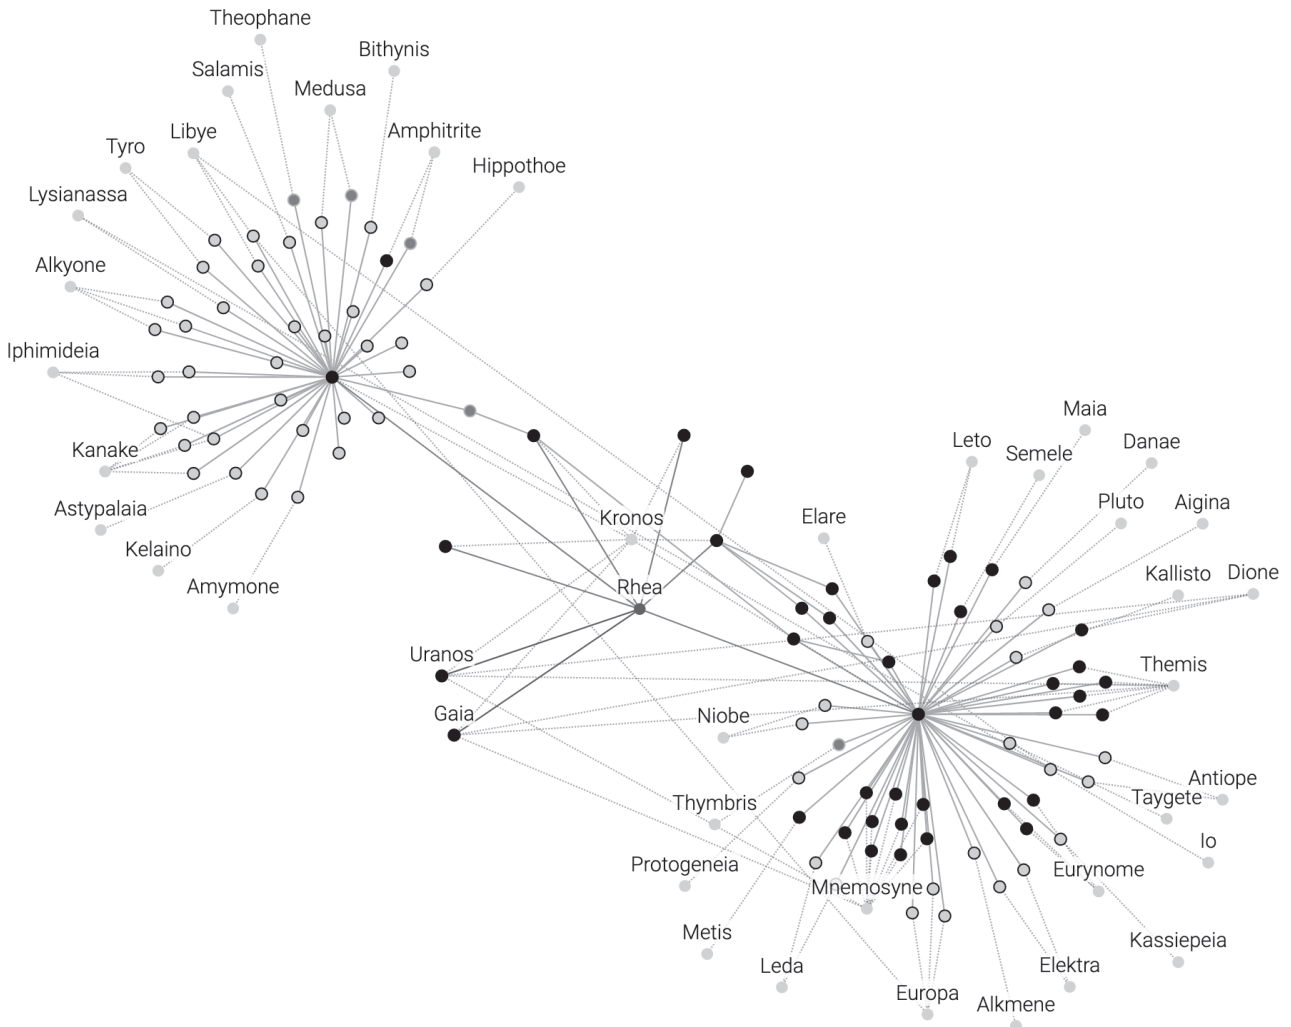 Theophane
Bithynis
Salamis
Medusa
Libye
Amphitrite
Tyro
Hippothoe
Lysianassa
Alkyone
Iphimideia
Kanake
Astypalaia
Kelaino
Amymone
Kronos
Rhea
Uranos
Gaia
Maia
Leto
Semele
Danae
Elare
Pluto
Aigina
Kallisto
Dione
Themis
Niobe
Thymbris
Antiope
Taygete
Io
Protogeneia
Eurynome
Mnemosyne
Metis
Kassiepeia
Leda
Elektra
Europa
Alkmene